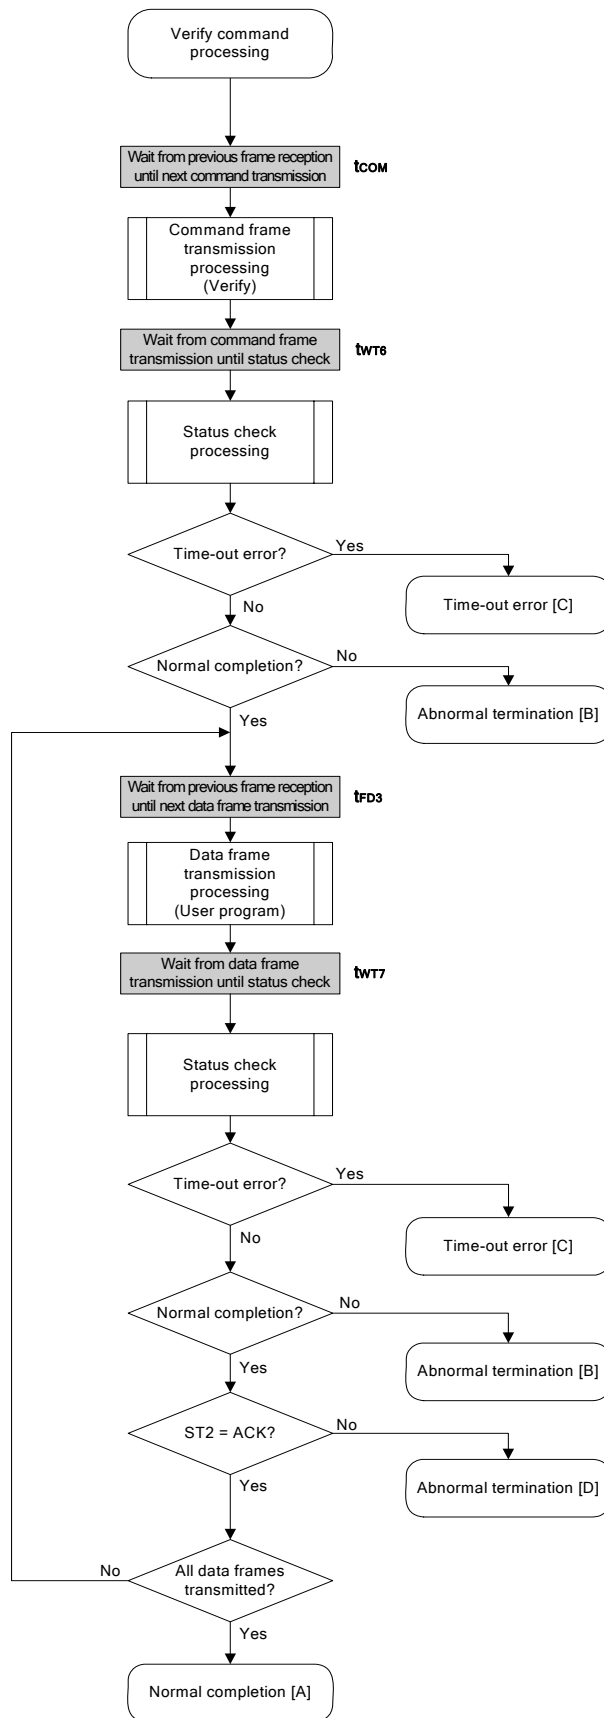 Verify command
processing
Wait from previous frame reception
until next command transmission
tCOM
Command frame
transmission
processing
(Verify)
Wait from command frame
transmission until status check
tWT6
Status check
processing
Time-out error?
Yes
Time-out error [C]
No
Normal completion?
No
Abnormal termination [B]
Yes
Wait from previous frame reception
until next data frame transmission
tFD3
Data frame
transmission
processing
(User program)
Wait from data frame
transmission until status check
tWT7
Status check
processing
Time-out error?
Yes
Time-out error [C]
No
Normal completion?
No
Abnormal termination [B]
Yes
ST2 = ACK?
No
Abnormal termination [D]
Yes
No
All data frames
transmitted?
Yes
Normal completion [A]